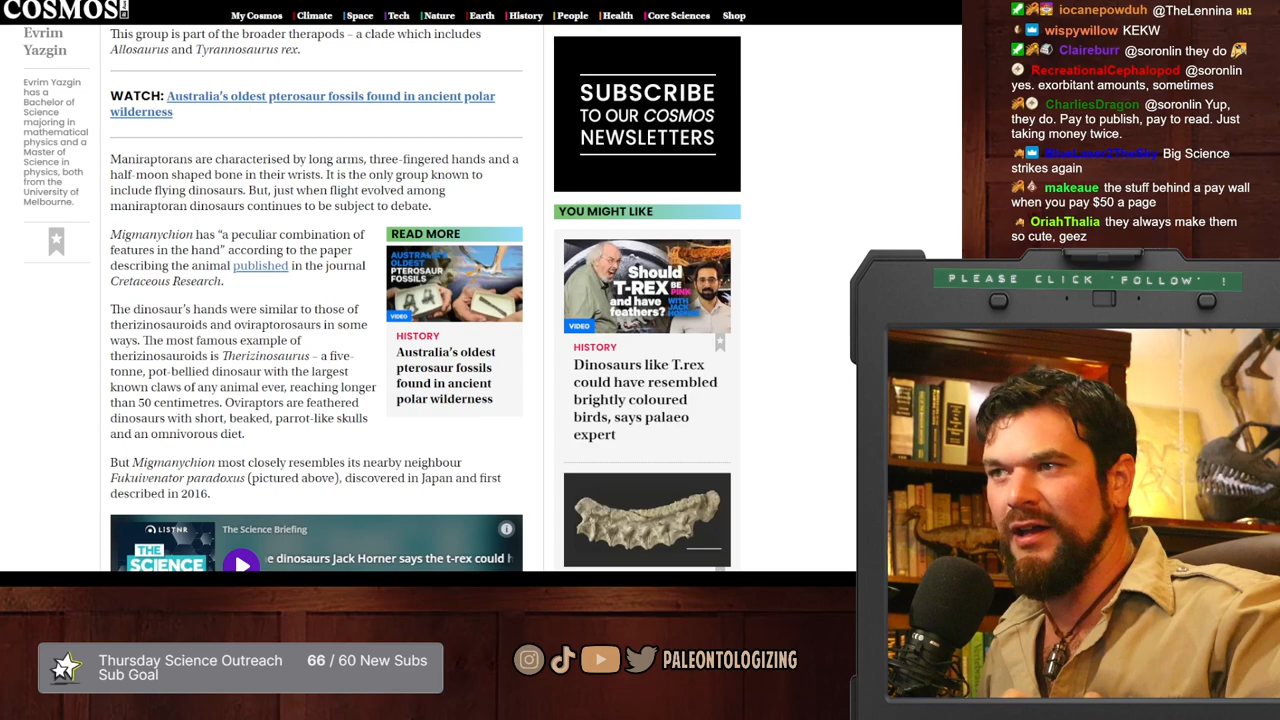 COSMOS
My Cosmos Climate Space Tech Nature Earth History People Health Core Sciences Shop
Evrim
Yazgin
Evrim Yazgin
has a
Bachelor of
Science
majoring in
mathematical
physics and a
Master of
Science in
physics, both
from the
University of
Melbourne.
This group is part of the broader therapods – a clade which includes
Allosaurus and Tyrannosaurus rex.
WATCH: Australia's oldest pterosaur fossils found in ancient polar
wilderness
Maniraptorans are characterised by long arms, three-fingered hands and a
half-moon shaped bone in their wrists. It is the only group known to
include flying dinosaurs. But, just when flight evolved among
maniraptoran dinosaurs continues to be subject to debate.
Migmanychion has “a peculiar combination of
features in the hand” according to the paper
describing the animal published in the journal
Cretaceous Research.
The dinosaur's hands were similar to those of
therizinosauroids and oviraptorosaurs in some
ways. The most famous example of
therizinosauroids is Therizinosaurus – a five-
tonne, pot-bellied dinosaur with the largest
known claws of any animal ever, reaching longer
than 50 centimetres. Oviraptors are feathered
dinosaurs with short, beaked, parrot-like skulls
and an omnivorous diet.
But Migmanychion most closely resembles its nearby neighbour
Fukuivenator paradoxus (pictured above), discovered in Japan and first
described in 2016.
READ MORE
AUSTRALIA'S
OLDEST
PTEROSAUR
FOSSILS
VIDEO
HISTORY
Australia's oldest
pterosaur fossils
found in ancient
polar wilderness
LISTNR
THE
SCIENCE
The Science Briefing
e dinosaurs Jack Horner says the t-rex could h
SUBSCRIBE
TO OUR COSMOS
NEWSLETTERS
YOU MIGHT LIKE
Should
T-REX BE PINK
and have
feathers?
WITH JACK HORNER
VIDEO
HISTORY
Dinosaurs like T.rex
could have resembled
brightly coloured
birds, says palaeo
expert
iocanepowduh @TheLennina HAI
wispywillow KEKW
Claireburr @soronlin they do
RecreationalCephalopod @soronlin
yes. exorbitant amounts, sometimes
CharliesDragon @soronlin Yup,
they do. Pay to publish, pay to read. Just
taking money twice.
Big Science
strikes again
makeaue the stuff behind a pay wall
when you pay $50 a page
OriahThalia they always make them
so cute, geez
PLEASE CLICK 'FOLLOW' !
Thursday Science Outreach
Sub Goal
66 / 60 New Subs
PALEONTOLOGIZING